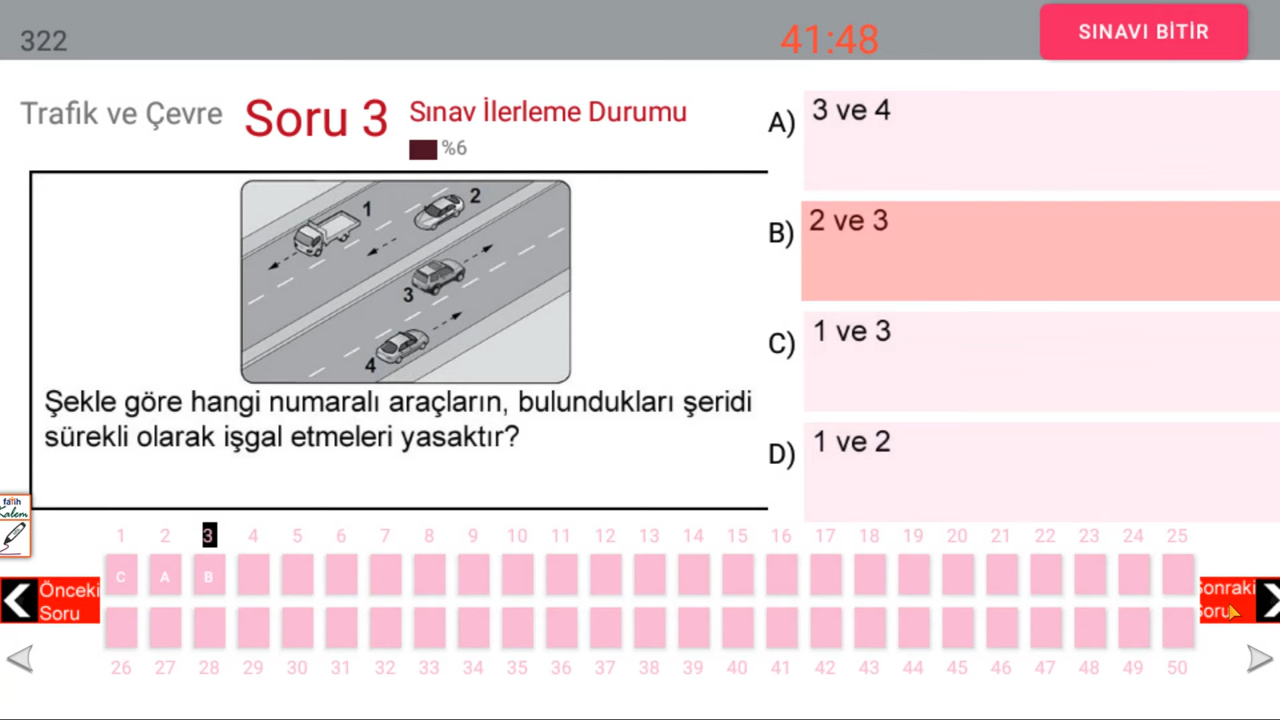 322
41:48
SINAVI BİTİR
Trafik ve Çevre
Soru 3
Sınav İlerleme Durumu
%6
1
2
3
4
Şekle göre hangi numaralı araçların, bulundukları şeridi
sürekli olarak işgal etmeleri yasaktır?
A) 3 ve 4
B) 2 ve 3
C) 1 ve 3
D) 1 ve 2
fatih
Kalem
1 2 3 4 5 6 7 8 9 10 11 12 13 14 15 16 17 18 19 20 21 22 23 24 25
C A B
Önceki
Soru
Sonraki
Soru
26 27 28 29 30 31 32 33 34 35 36 37 38 39 40 41 42 43 44 45 46 47 48 49 50